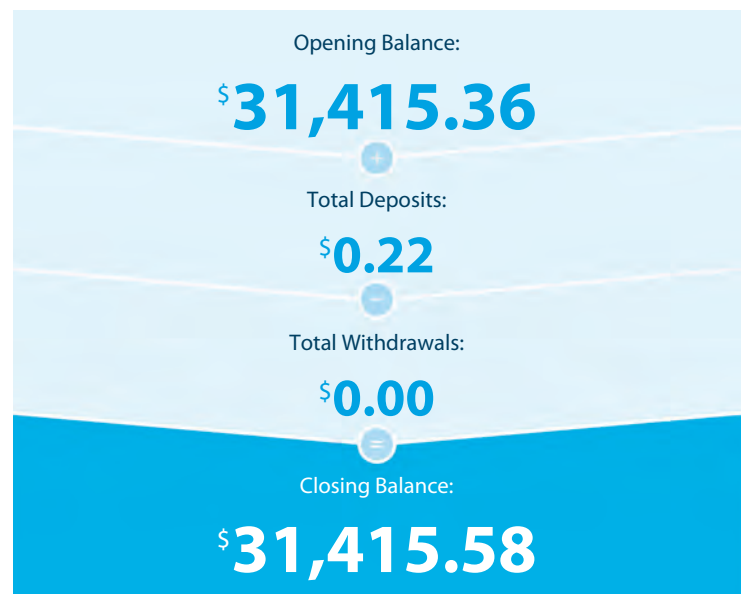 Opening Balance:
$31,415.36
+
Total Deposits:
$0.22
−
Total Withdrawals:
$0.00
=
Closing Balance:
$31,415.58